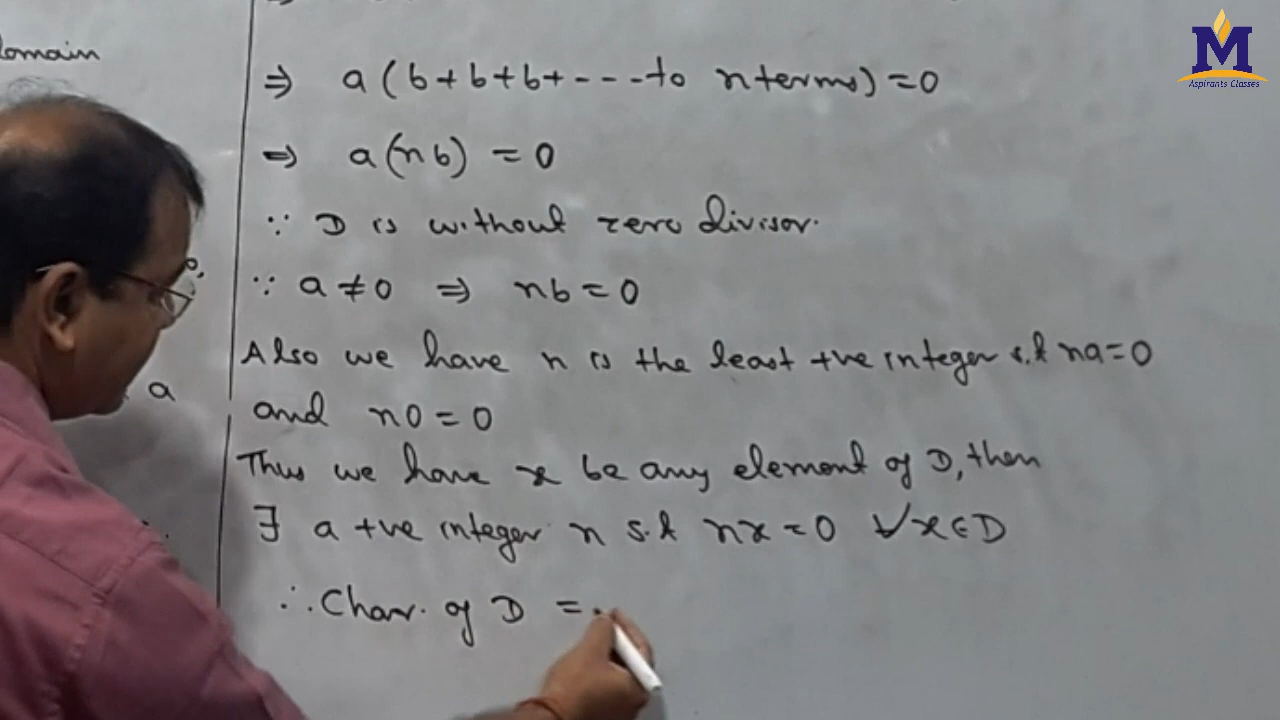 domain
⇒ a(b+b+b+---to n terms)=0
⇒ a(nb) = 0
∵ D is without zero divisor.
∵ a≠0 ⇒ nb=0
Also we have n is the least +ve integer s.t na=0
and n0=0
Thus we have x be any element of D, then
∃ a +ve integer n s.t nx=0 ∀x∈D
∴ Char. of D =
a
M
Aspirants Classes